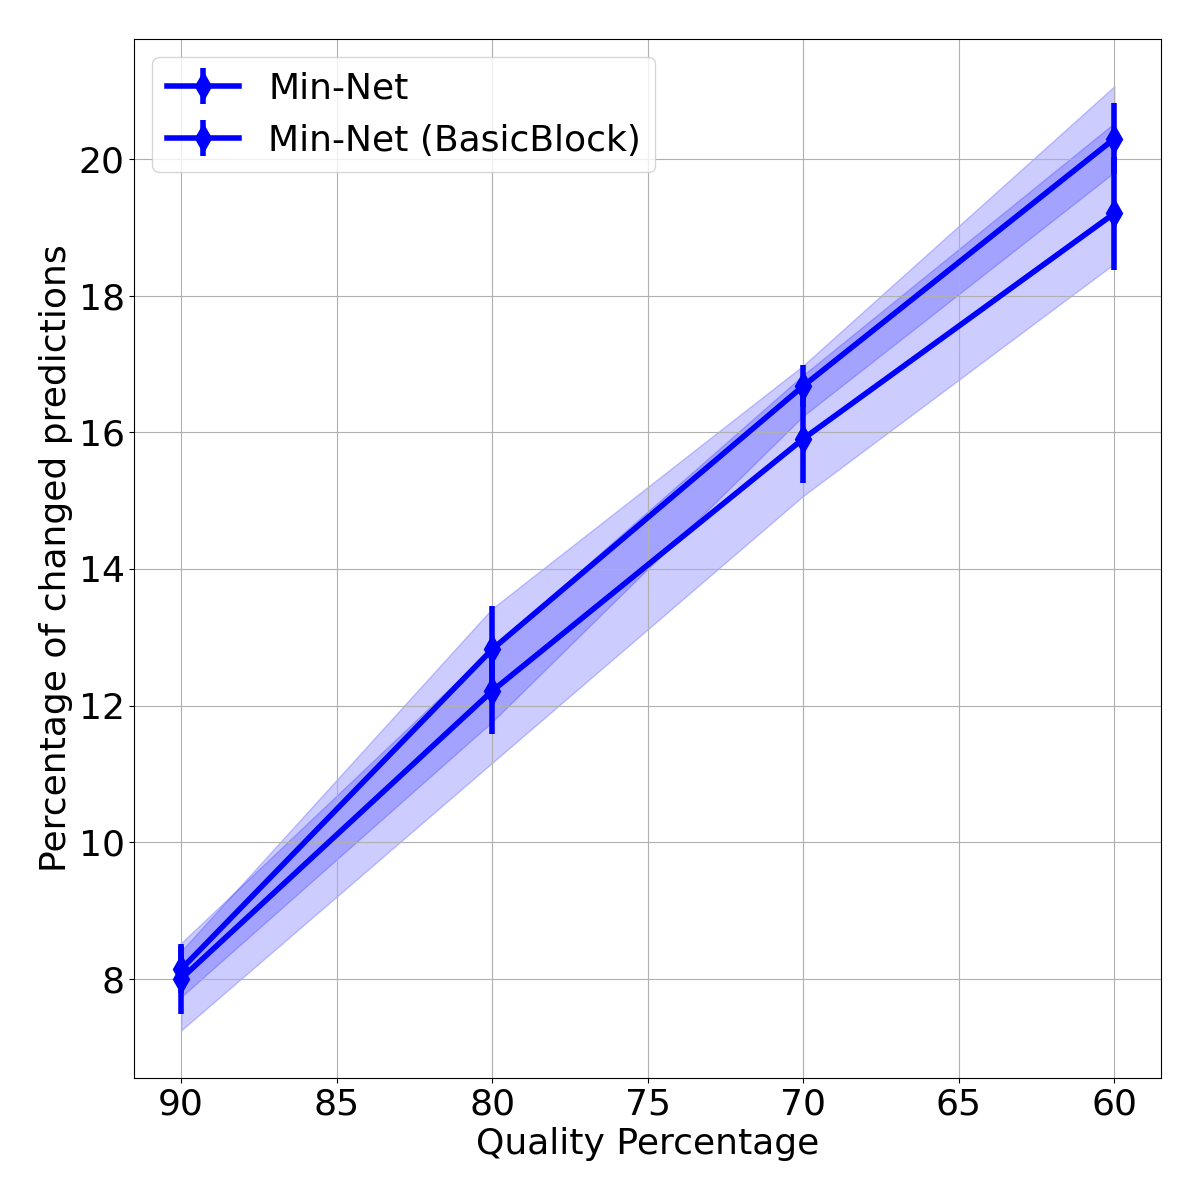 Min-Net
Min-Net (BasicBlock)
Percentage of changed predictions
20
18
16
14
12
10
8
90 85 80 75 70 65 60
Quality Percentage